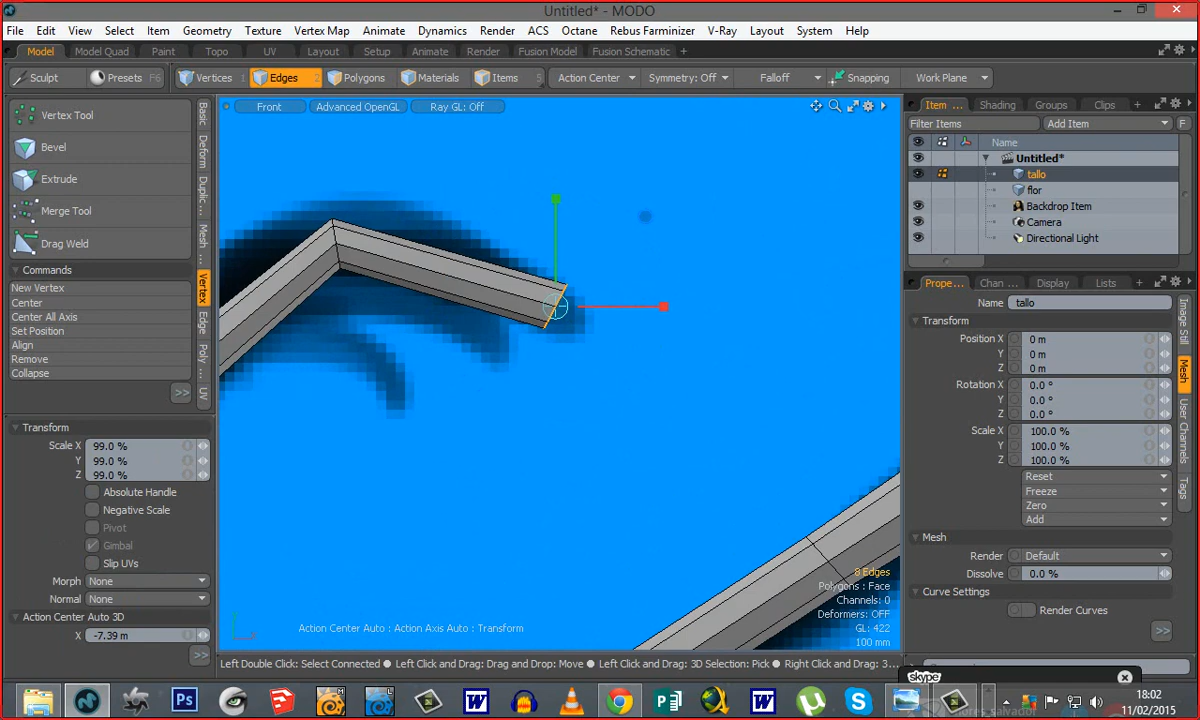 Untitled* - MODO
File Edit View Select Item Geometry Texture Vertex Map Animate Dynamics Render ACS Octane Rebus Farminizer V-Ray Layout System Help
Model Model Quad Paint Topo UV Layout Setup Animate Render Fusion Model Fusion Schematic +
Sculpt Presets F6 Vertices 1 Edges 2 Polygons 3 Materials Items 5 Action Center Symmetry: Off Falloff Snapping Work Plane
Front Advanced OpenGL Ray GL: Off
Item ... Shading Groups Clips +
Filter Items Add Item F
Name
Untitled*
tallo
flor
Backdrop Item
Camera
Directional Light
Vertex Tool
Bevel
Extrude
Merge Tool
Drag Weld
Commands
New Vertex
Center
Center All Axis
Set Position
Align
Remove
Collapse
>>
Basic
Deform
Duplic...
Mesh ...
Vertex
Edge
Poly ...
UV
Transform
Scale X 99.0 %
Y 99.0 %
Z 99.0 %
Absolute Handle
Negative Scale
Pivot
Gimbal
Slip UVs
Morph None
Normal None
Action Center Auto 3D
X -7.39 m
>>
Action Center Auto : Action Axis Auto : Transform
8 Edges
Polygons : Face
Channels: 0
Deformers: OFF
GL: 422
100 mm
Left Double Click: Select Connected ● Left Click and Drag: Drag and Drop: Move ● Left Click and Drag: 3D Selection: Pick ● Right Click and Drag: 3...
Prope... Chan ... Display Lists +
Name tallo
Transform
Position X 0 m
Y 0 m
Z 0 m
Rotation X 0.0 °
Y 0.0 °
Z 0.0 °
Scale X 100.0 %
Y 100.0 %
Z 100.0 %
Reset
Freeze
Zero
Add
Mesh
Render Default
Dissolve 0.0 %
Curve Settings
Render Curves
>>
Image Still
Mesh
User Channels
Tags
skype
18:02
11/02/2015